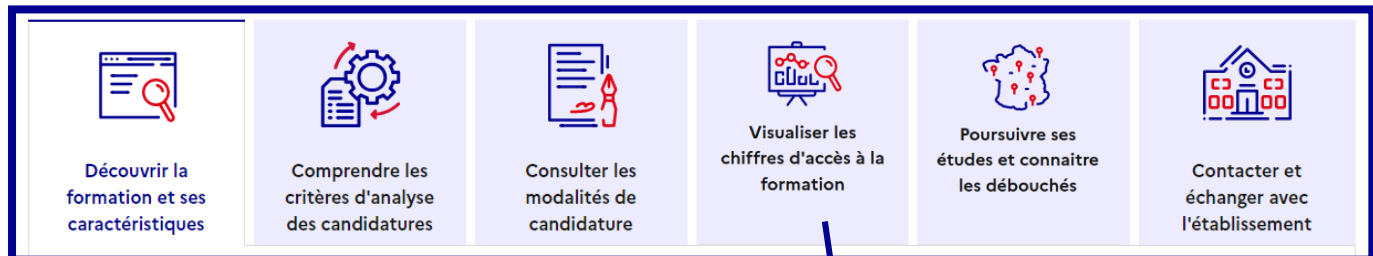 Découvrir la
formation et ses
caractéristiques
Comprendre les
critères d'analyse
des candidatures
Consulter les
modalités de
candidature
Visualiser les
chiffres d'accès à la
formation
Poursuivre ses
études et connaitre
les débouchés
Contacter et
échanger avec
l'établissement